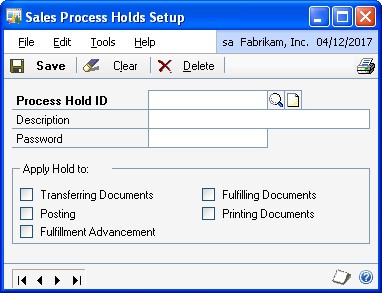 Sales Process Holds Setup
File Edit Tools Help sa Fabrikam, Inc. 04/12/2017
Save Clear Delete
Process Hold ID
Description
Password
Apply Hold to:
Transferring Documents Fulfilling Documents
Posting Printing Documents
Fulfillment Advancement